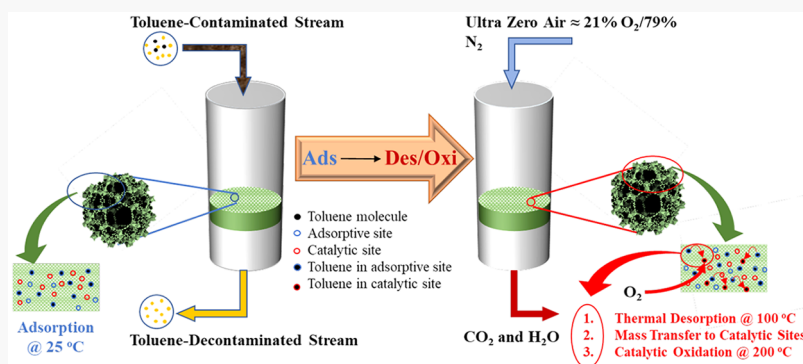 Toluene-Contaminated Stream
Ultra Zero Air ≈ 21% O₂/79%
N₂
Ads → Des/Oxi
Toluene molecule
Adsorptive site
Catalytic site
Toluene in adsorptive site
Toluene in catalytic site
Adsorption
@ 25 °C
Toluene-Decontaminated Stream
O₂
CO₂ and H₂O
1. Thermal Desorption @ 100 °C
2. Mass Transfer to Catalytic Sites
3. Catalytic Oxidation @ 200 °C